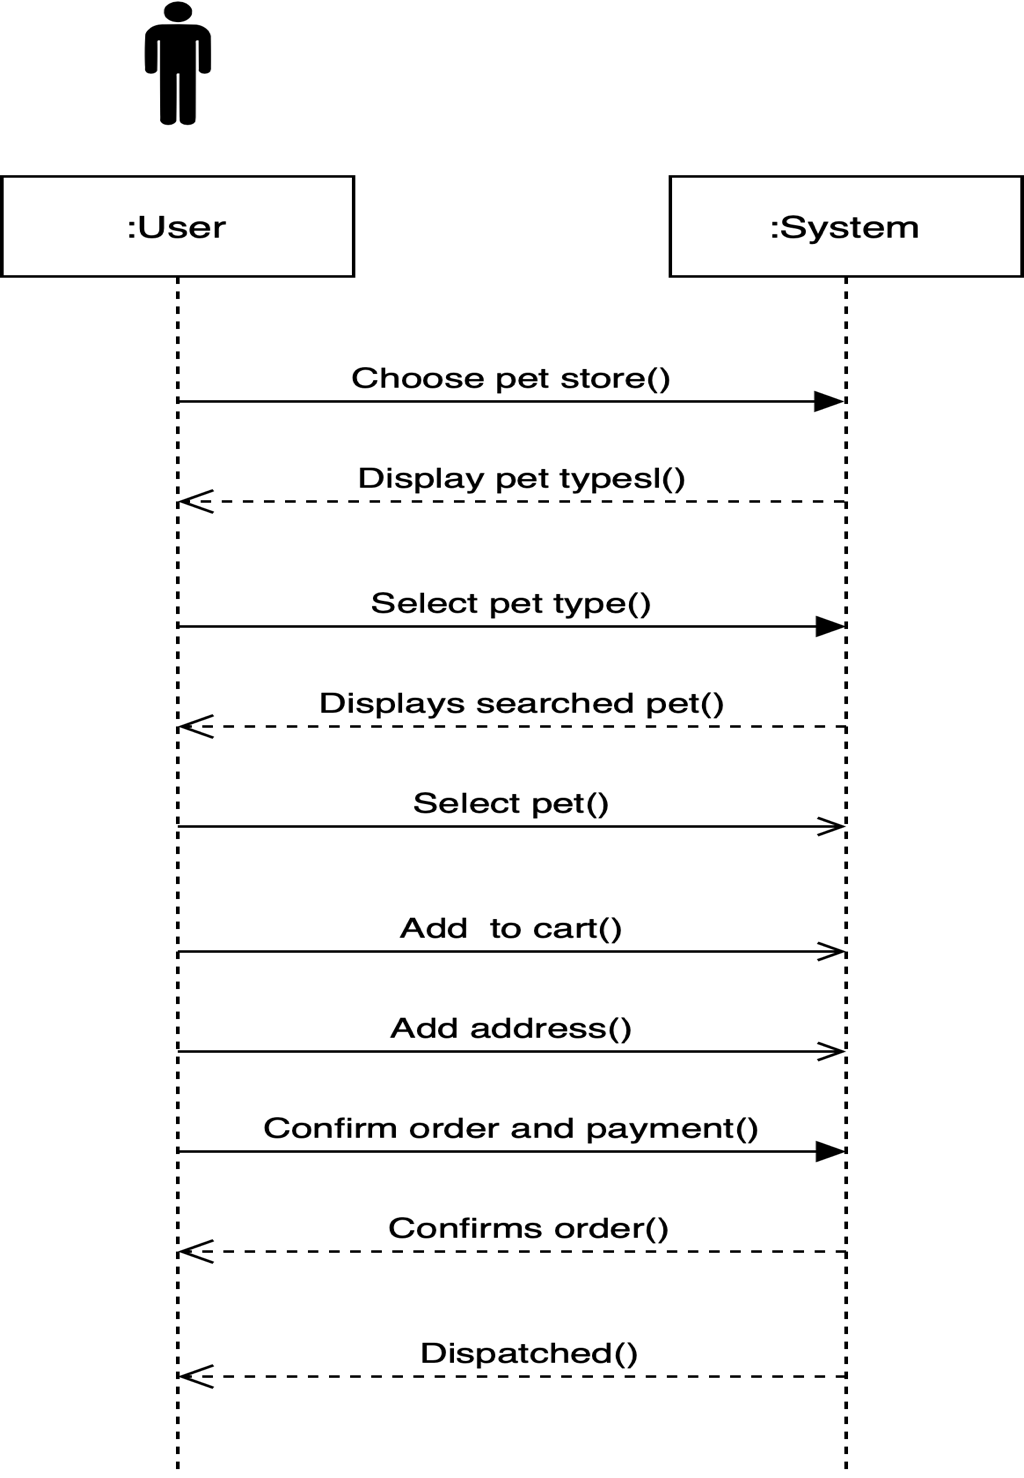 :User
:System
Choose pet store()
Display pet typesl()
Select pet type()
Displays searched pet()
Select pet()
Add  to cart()
Add address()
Confirm order and payment()
Confirms order()
Dispatched()